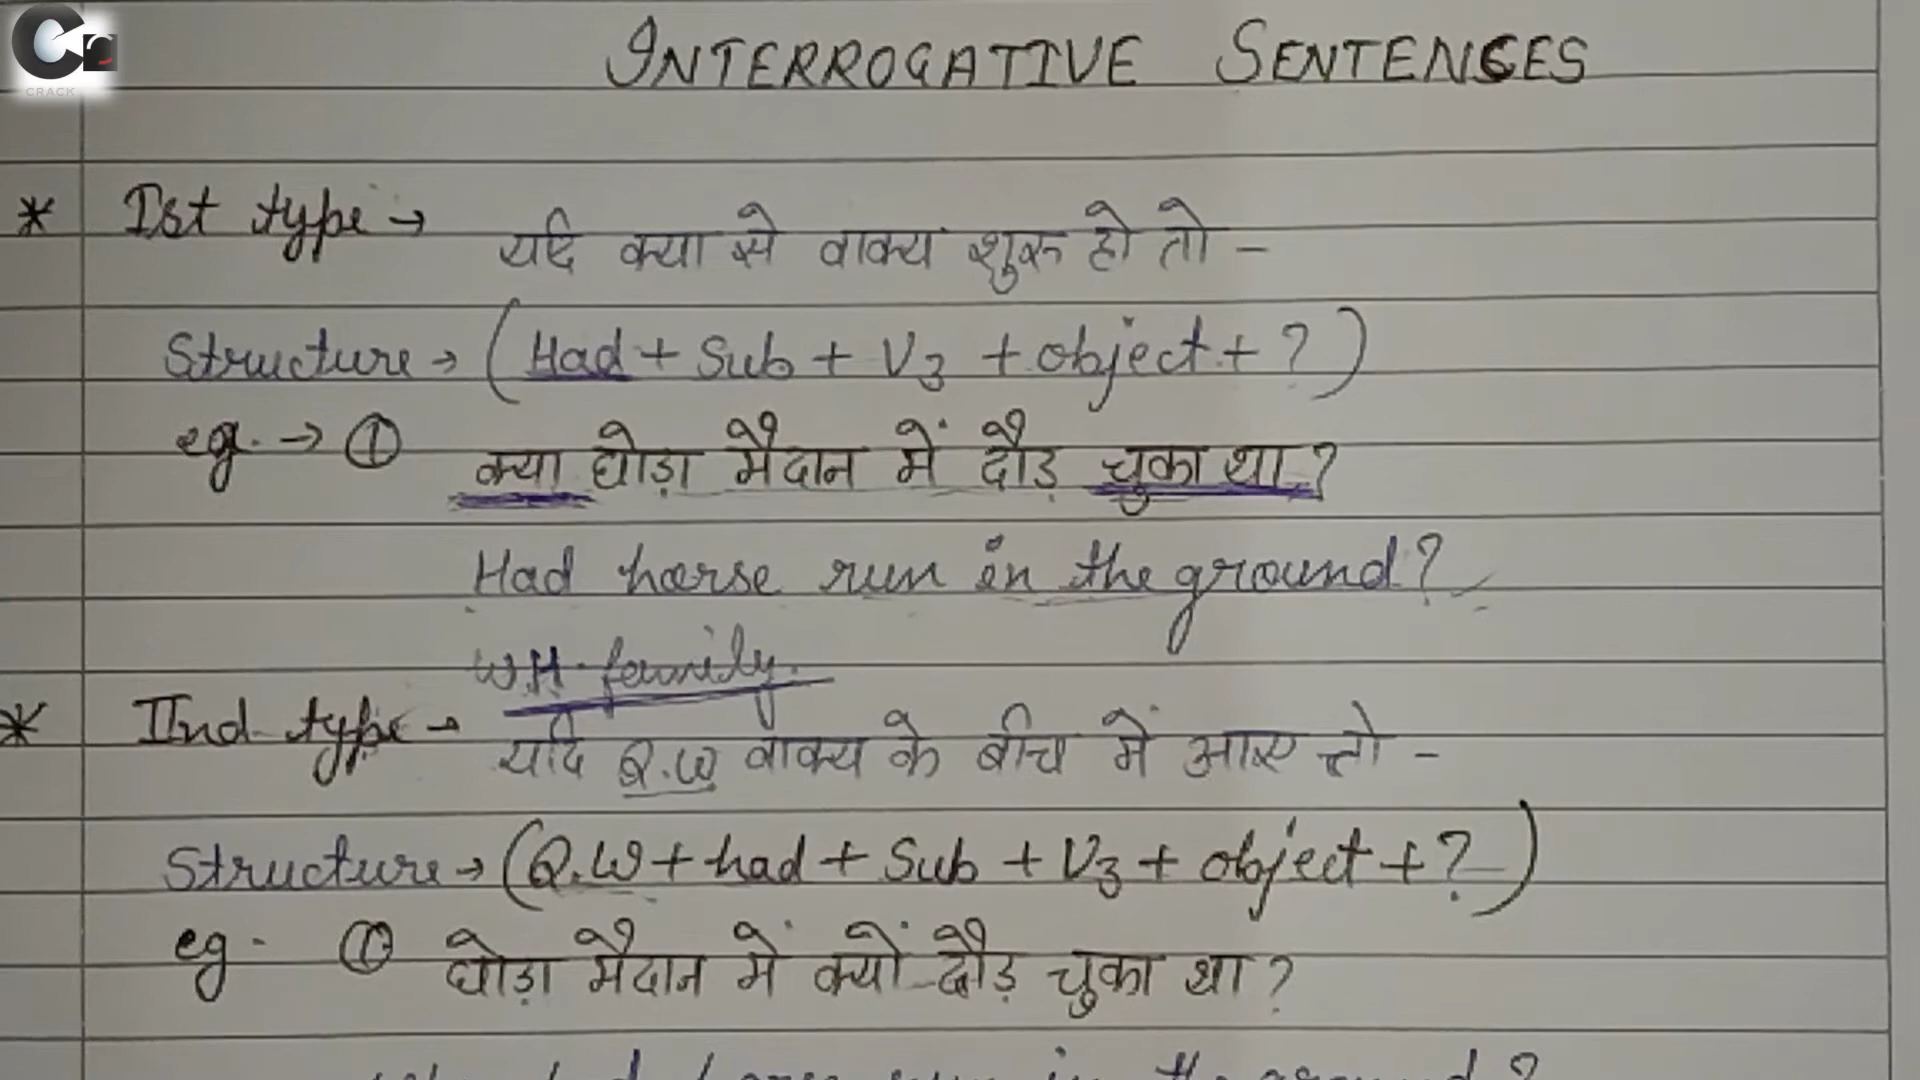 CRACK
INTERROGATIVE SENTENCES
* Ist type → यदि क्या से वाक्य शुरू हो तो -
Structure → (Had + Sub + V3 + object + ?)
eg. → ① क्या घोड़ा मैदान में दौड़ चुका था?
Had horse run in the ground?
W.H. family.
* IInd type → यदि Q.W वाक्य के बीच में आए तो -
Structure → (Q.W + had + Sub + V3 + object + ?)
eg. ① घोड़ा मैदान में क्यों दौड़ चुका था?